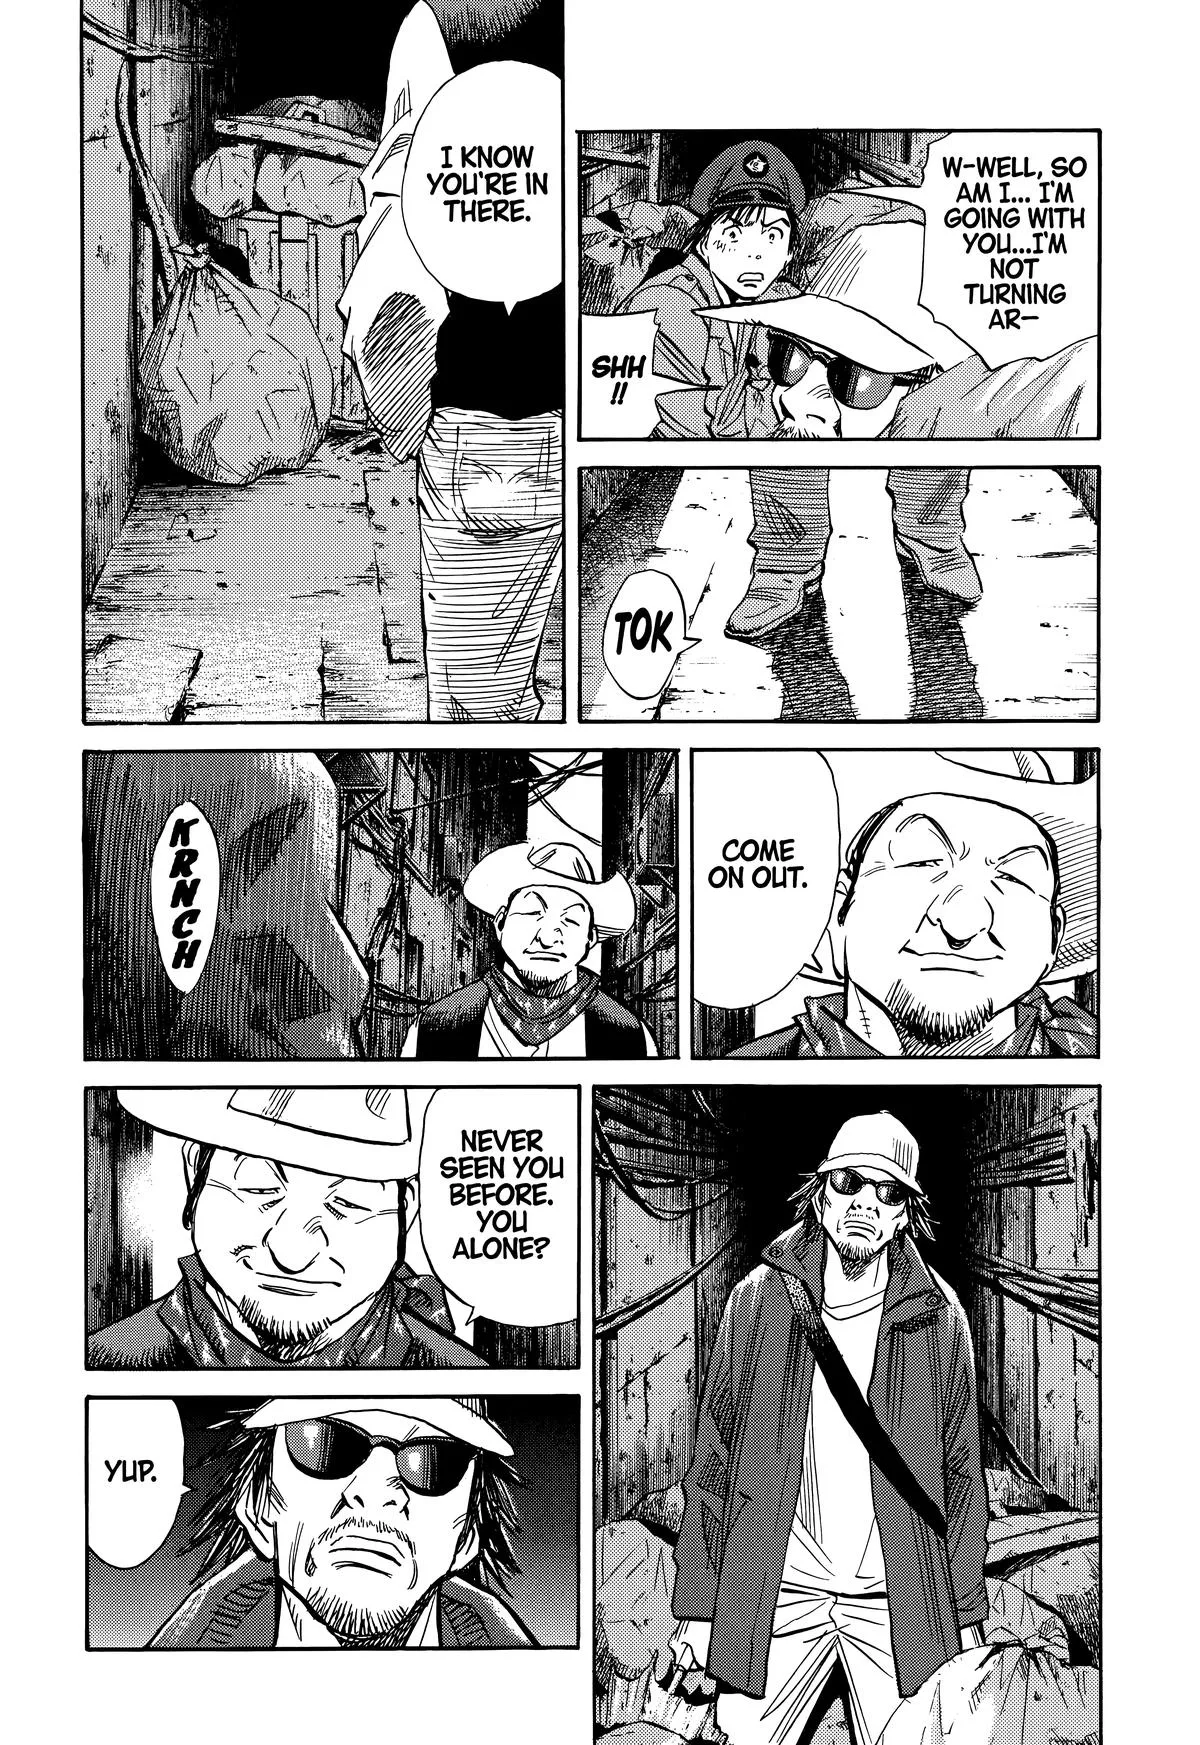 W-WELL, SO
AM I... I'M
GOING WITH
YOU...I'M
NOT
TURNING
AR-
SHH
!!
TOK
I KNOW
YOU'RE IN
THERE.
COME
ON OUT.
KRNCH
NEVER
SEEN YOU
BEFORE.
YOU
ALONE?
YUP.